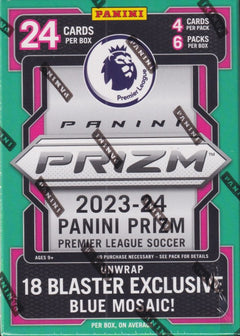 PANINI
24 CARDS PER BOX
4 CARDS PER PACK
6 PACKS PER BOX
Premier League
PANINI
PRIZM
2023-24
PANINI PRIZM
PREMIER LEAGUE SOCCER
AGES 9+
NO PURCHASE NECESSARY - SEE PACK FOR DETAILS
UNWRAP
18 BLASTER EXCLUSIVE
BLUE MOSAIC!
PER BOX, ON AVERAGE